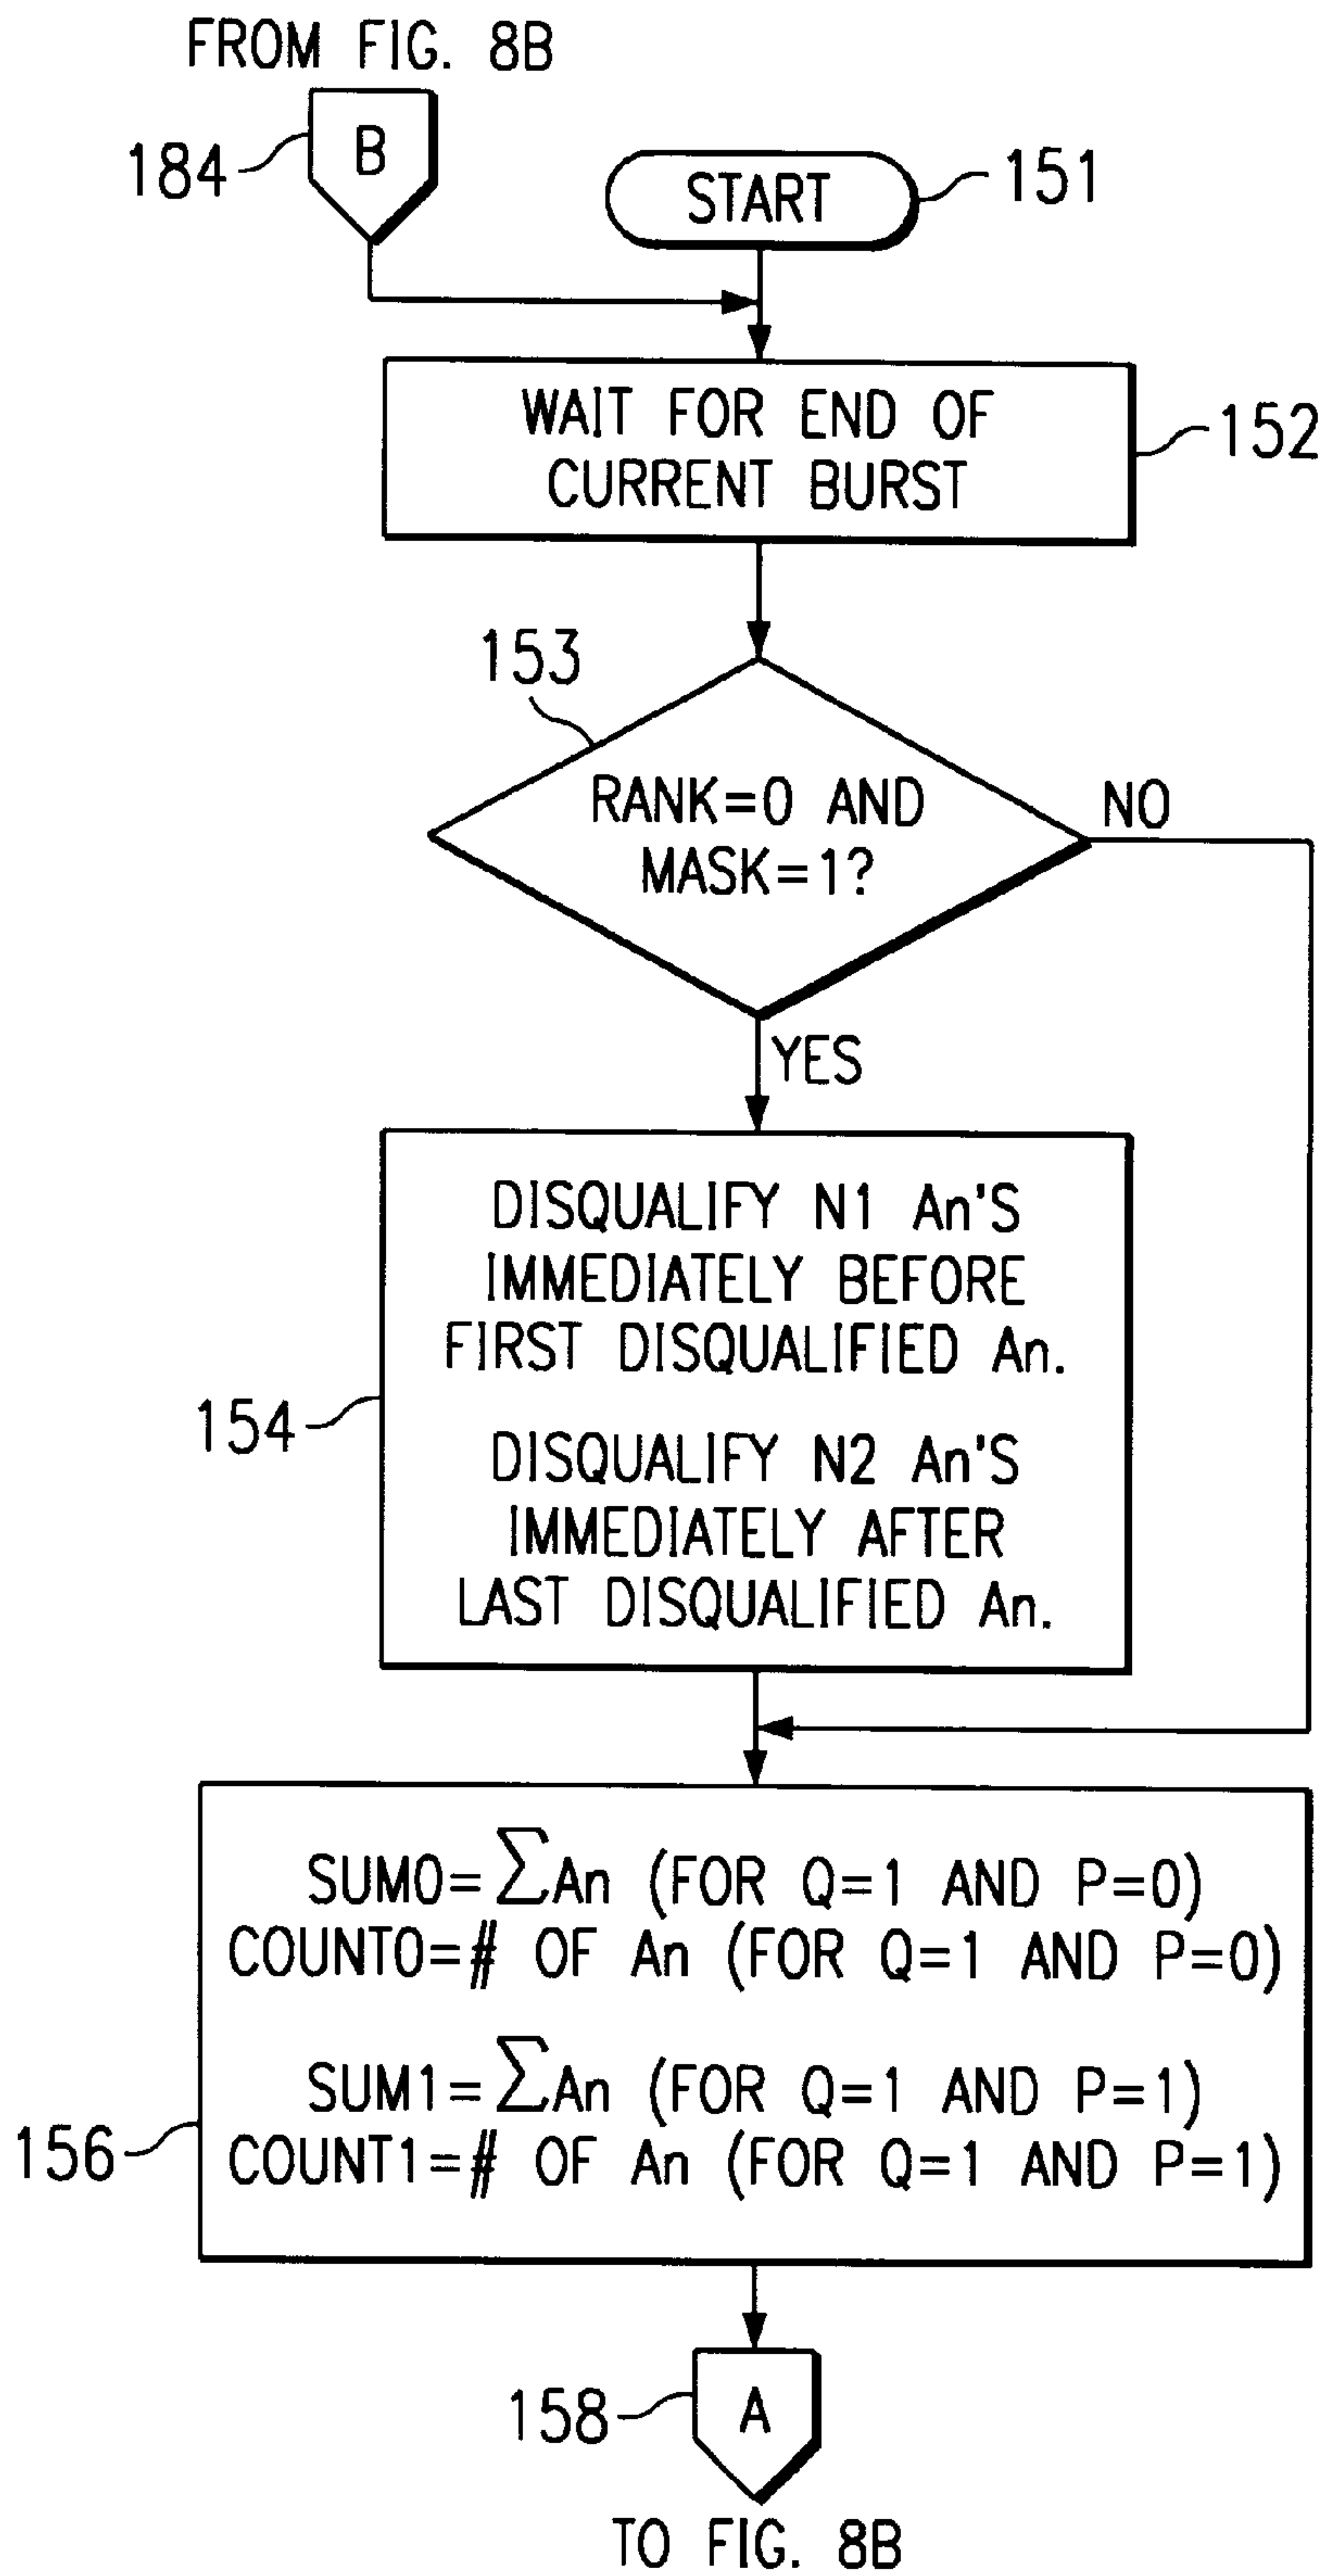 FROM FIG. 8B
B
184
START
151
WAIT FOR END OF
CURRENT BURST
152
153
RANK=0 AND
MASK=1?
NO
YES
DISQUALIFY N1 An'S
IMMEDIATELY BEFORE
FIRST DISQUALIFIED An.
154
DISQUALIFY N2 An'S
IMMEDIATELY AFTER
LAST DISQUALIFIED An.
SUM0=∑An (FOR Q=1 AND P=0)
COUNT0=# OF An (FOR Q=1 AND P=0)
SUM1=∑An (FOR Q=1 AND P=1)
COUNT1=# OF An (FOR Q=1 AND P=1)
156
158
A
TO FIG. 8B